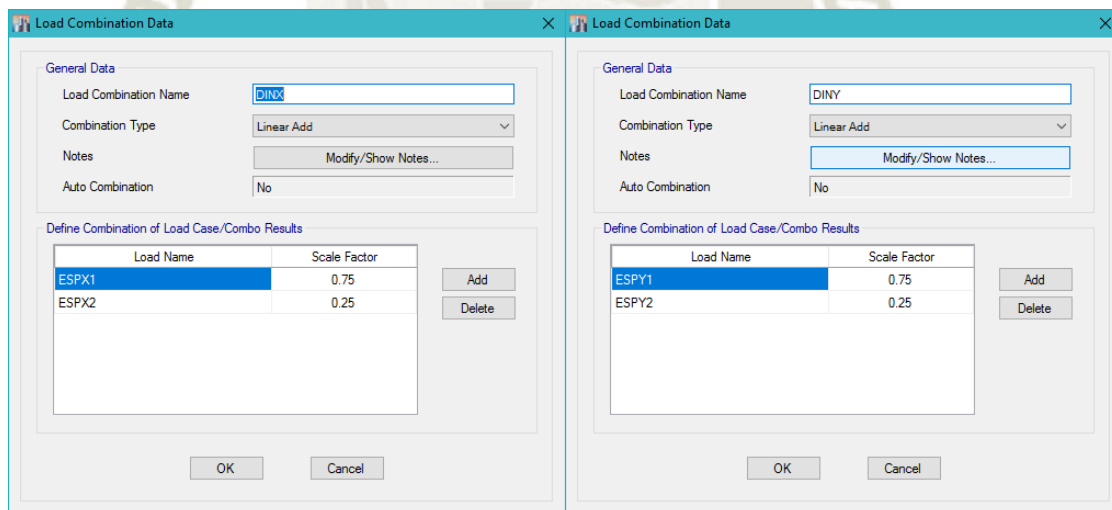 Load Combination Data
General Data
Load Combination Name DINX
Combination Type Linear Add
Notes Modify/Show Notes...
Auto Combination No
Define Combination of Load Case/Combo Results
Load Name Scale Factor
ESPX1 0.75 Add
ESPX2 0.25 Delete
OK Cancel
Load Combination Data
General Data
Load Combination Name DINY
Combination Type Linear Add
Notes Modify/Show Notes...
Auto Combination No
Define Combination of Load Case/Combo Results
Load Name Scale Factor
ESPY1 0.75 Add
ESPY2 0.25 Delete
OK Cancel